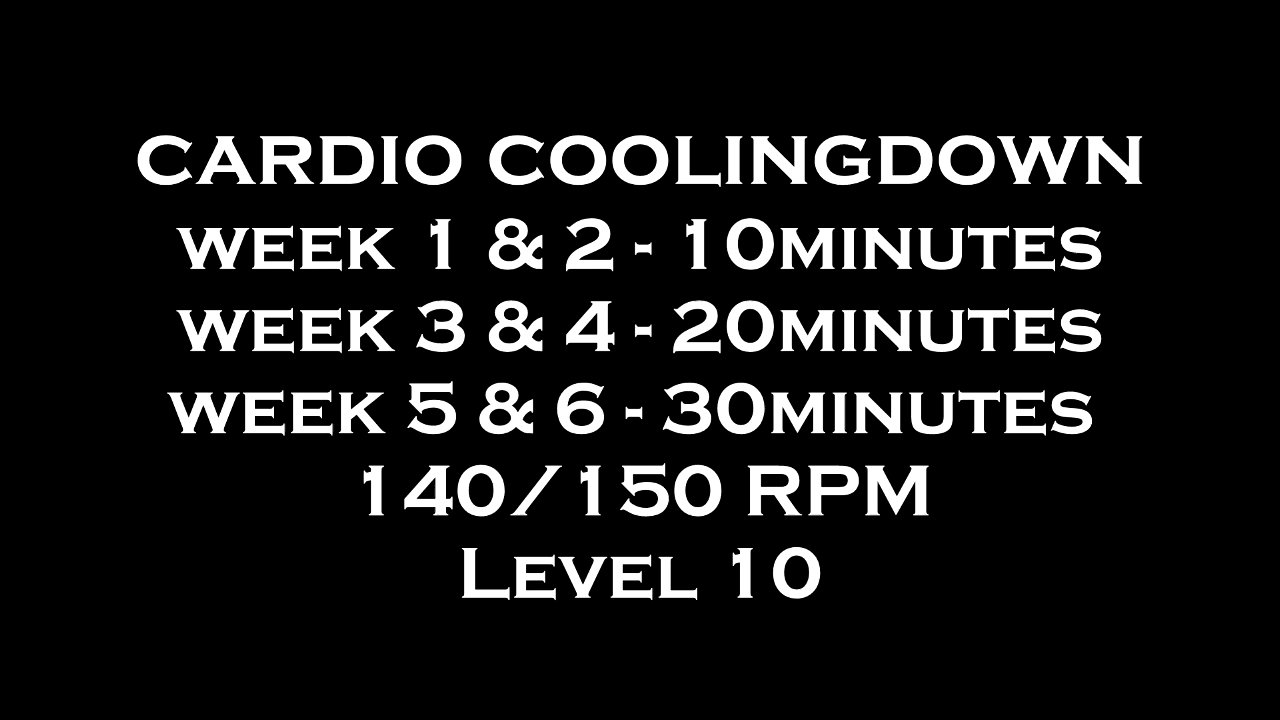 CARDIO COOLINGDOWN
WEEK 1 & 2 - 10MINUTES
WEEK 3 & 4 - 20MINUTES
WEEK 5 & 6 - 30MINUTES
140/150 RPM
LEVEL 10